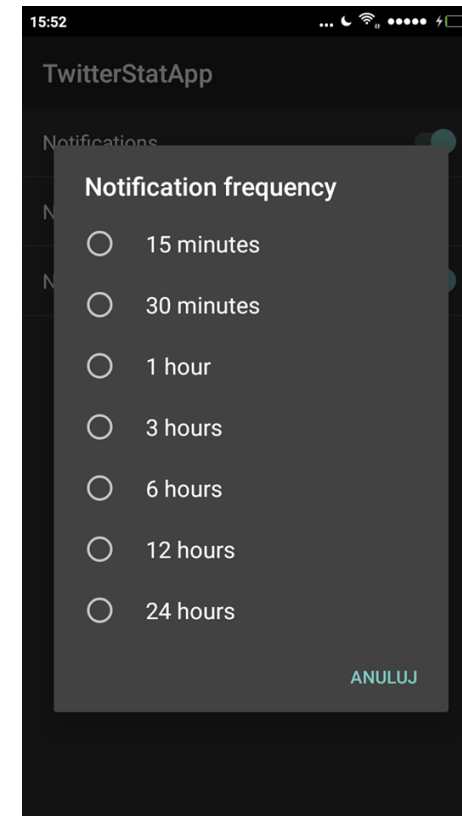 15:52
TwitterStatApp
Notifications
Notification frequency
15 minutes
30 minutes
1 hour
3 hours
6 hours
12 hours
24 hours
ANULUJ